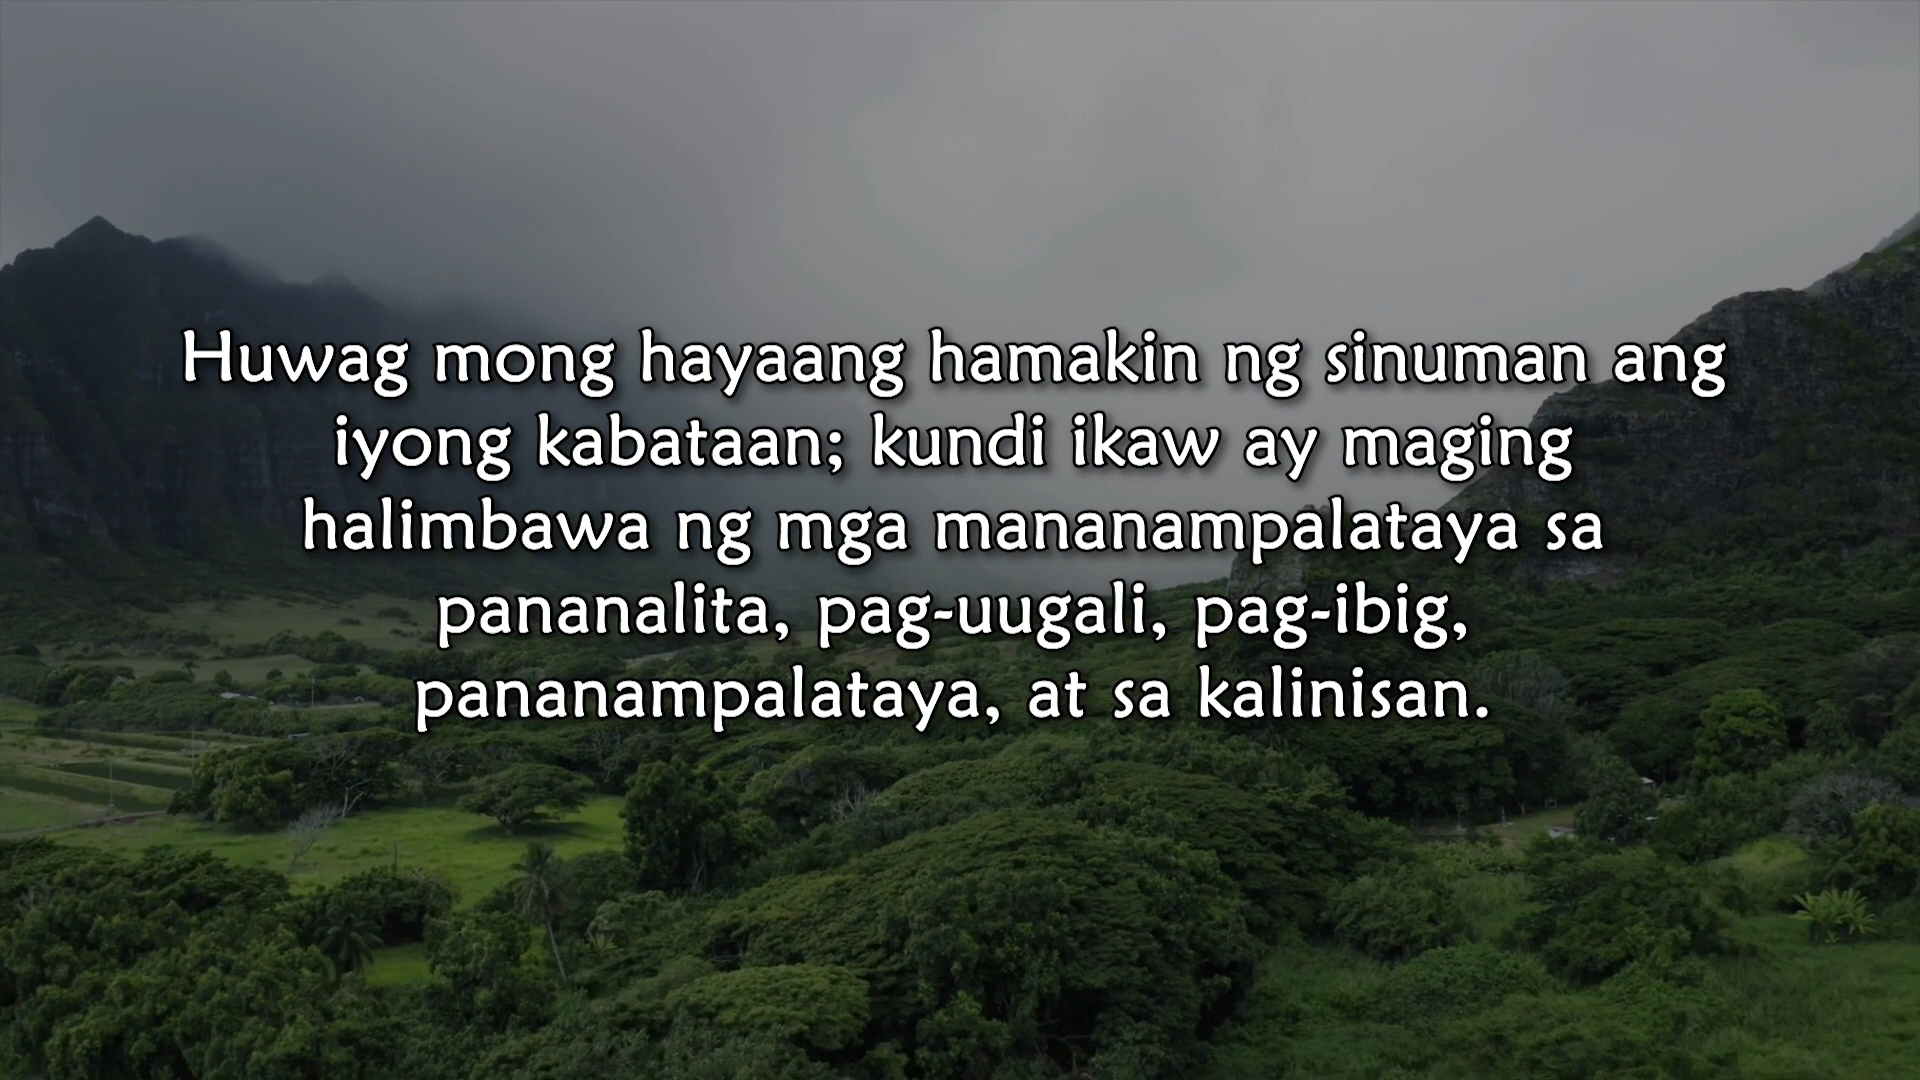 Huwag mong hayaang hamakin ng sinuman ang
iyong kabataan; kundi ikaw ay maging
halimbawa ng mga mananampalataya sa
pananalita, pag-uugali, pag-ibig,
pananampalataya, at sa kalinisan.